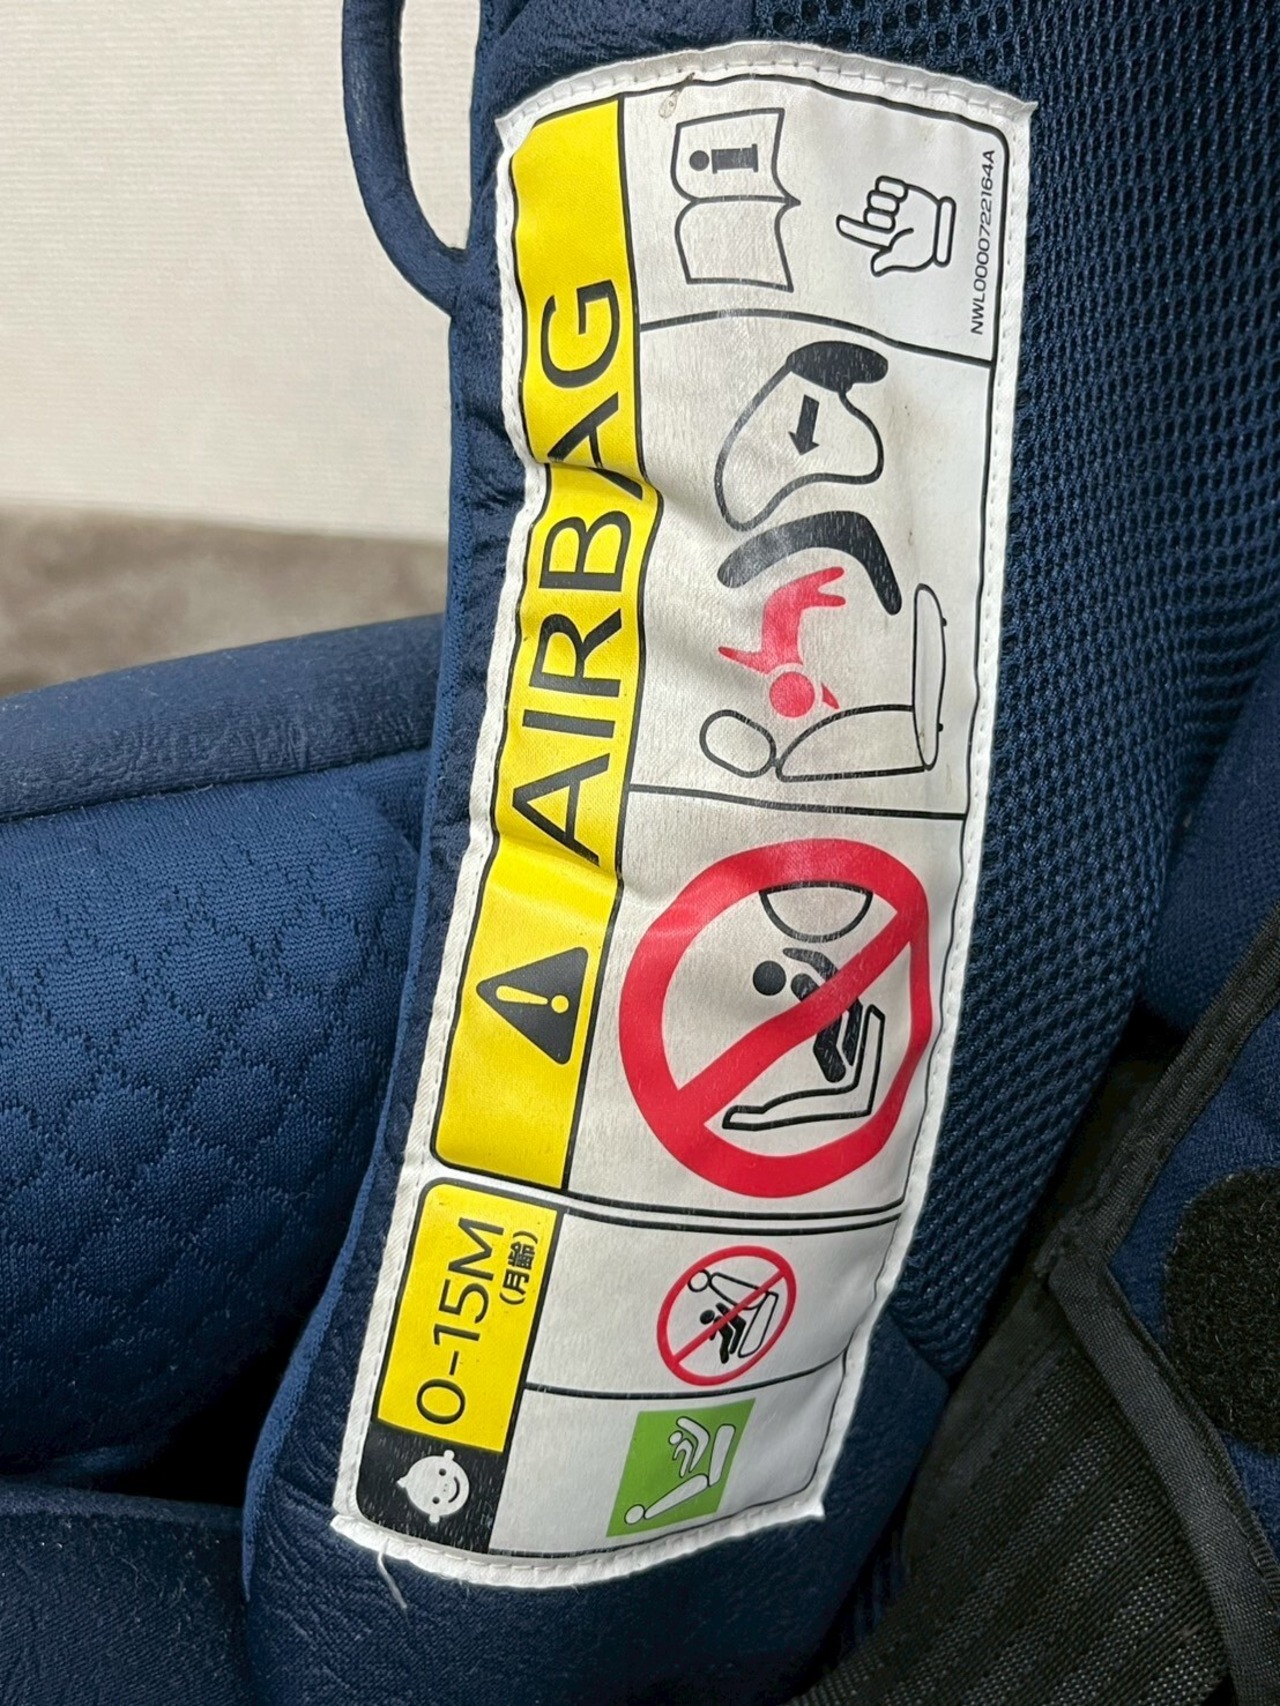 AIRBAG
NWL0000722164A
0-15M
(月齢)